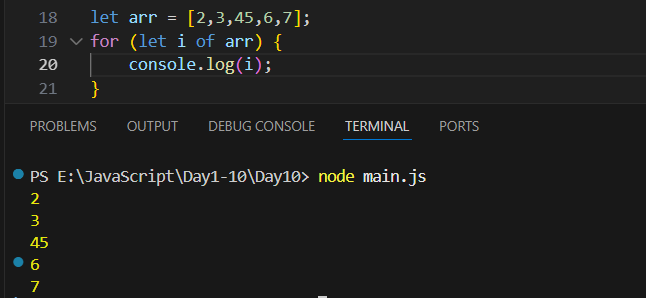 18 let arr = [2,3,45,6,7];
19 for (let i of arr) {
20 console.log(i);
21 }
PROBLEMS OUTPUT DEBUG CONSOLE TERMINAL PORTS
PS E:\JavaScript\Day1-10\Day10> node main.js
2
3
45
6
7